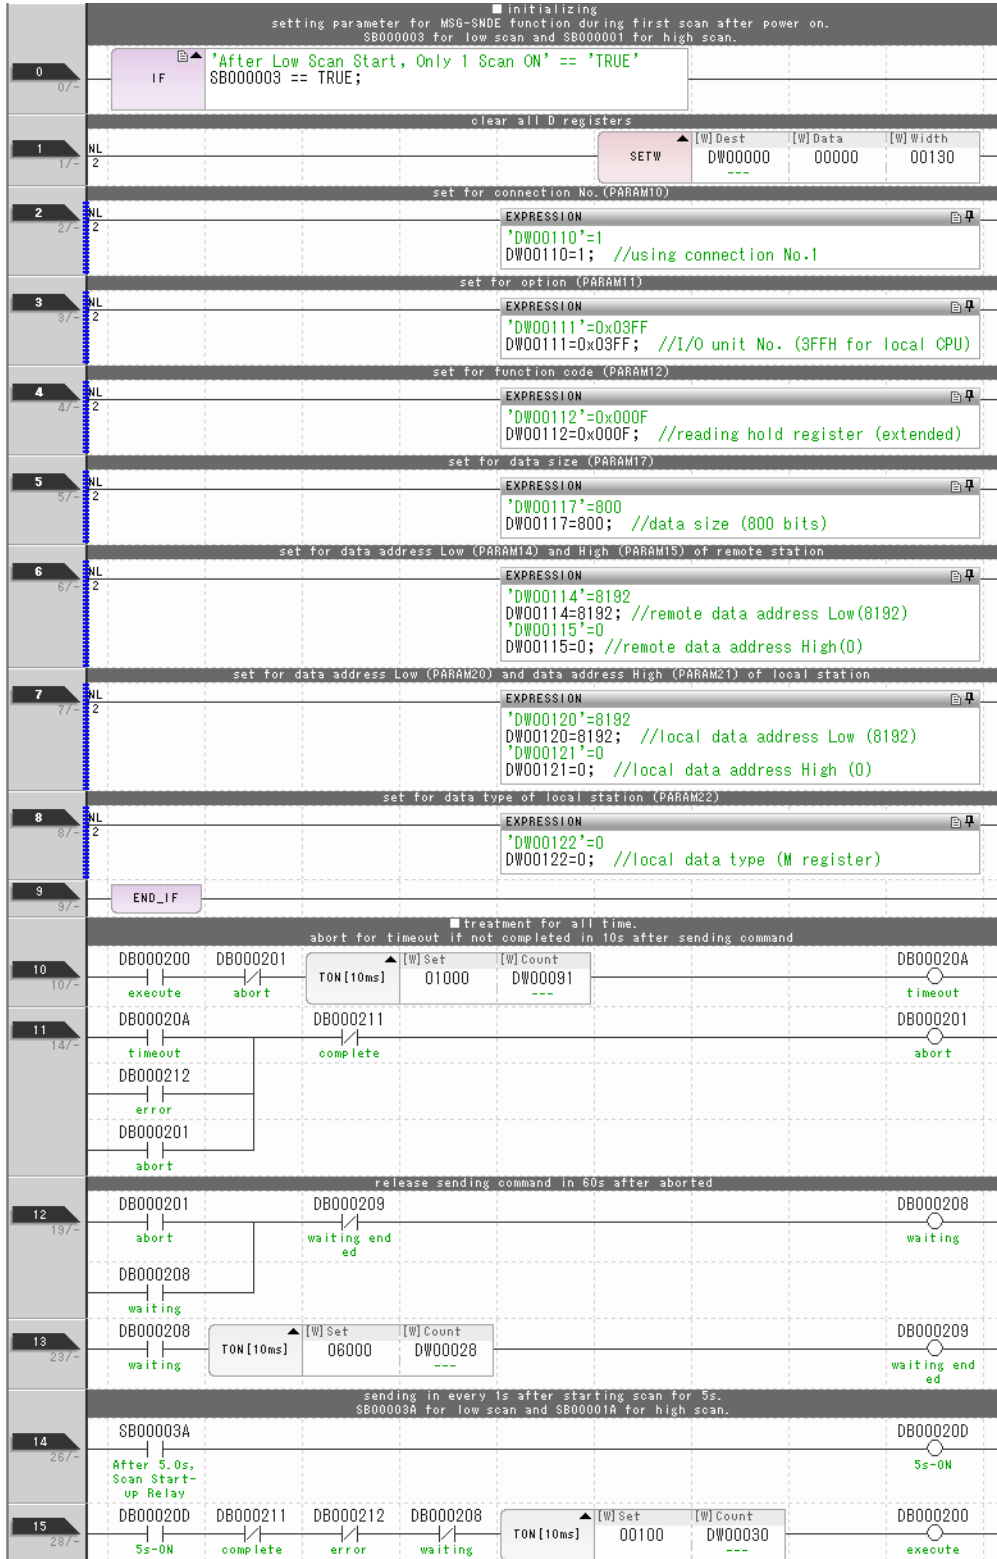 ■ initializing
setting parameter for MSG-SNDE function during first scan after power on.
SB000003 for low scan and SB000001 for high scan.
0
0/-
IF
'After Low Scan Start, Only 1 Scan ON' == 'TRUE'
SB000003 == TRUE;
clear all D registers
1
1/-
NL
2
SETW
[W]Dest
[W]Data
[W]Width
DW00000
00000
00130
---
set for connection No.(PARAM10)
2
2/-
NL
2
EXPRESSION
'DW00110'=1
DW00110=1; //using connection No.1
set for option (PARAM11)
3
3/-
NL
2
EXPRESSION
'DW00111'=0x03FF
DW00111=0x03FF; //I/O unit No. (3FFH for local CPU)
set for function code (PARAM12)
4
4/-
NL
2
EXPRESSION
'DW00112'=0x000F
DW00112=0x000F; //reading hold register (extended)
set for data size (PARAM17)
5
5/-
NL
2
EXPRESSION
'DW00117'=800
DW00117=800; //data size (800 bits)
set for data address Low (PARAM14) and High (PARAM15) of remote station
6
6/-
NL
2
EXPRESSION
'DW00114'=8192
DW00114=8192; //remote data address Low(8192)
'DW00115'=0
DW00115=0; //remote data address High(0)
set for data address Low (PARAM20) and data address High (PARAM21) of local station
7
7/-
NL
2
EXPRESSION
'DW00120'=8192
DW00120=8192; //local data address Low (8192)
'DW00121'=0
DW00121=0; //local data address High (0)
set for data type of local station (PARAM22)
8
8/-
NL
2
EXPRESSION
'DW00122'=0
DW00122=0; //local data type (M register)
9
9/-
END_IF
■treatment for all time.
abort for timeout if not completed in 10s after sending command
10
10/-
DB000200
execute
DB000201
abort
TON[10ms]
[W]Set
[W]Count
01000
DW00091
---
DB00020A
timeout
11
14/-
DB00020A
timeout
DB000211
complete
DB000201
abort
DB000212
error
DB000201
abort
release sending command in 60s after aborted
12
19/-
DB000201
abort
DB000209
waiting end
ed
DB000208
waiting
DB000208
waiting
13
23/-
DB000208
waiting
TON[10ms]
[W]Set
[W]Count
06000
DW00028
---
DB000209
waiting end
ed
sending in every 1s after starting scan for 5s.
SB00003A for low scan and SB00001A for high scan.
14
26/-
SB00003A
After 5.0s,
Scan Start-
up Relay
DB00020D
5s-ON
15
28/-
DB00020D
5s-ON
DB000211
complete
DB000212
error
DB000208
waiting
TON[10ms]
[W]Set
[W]Count
00100
DW00030
---
DB000200
execute